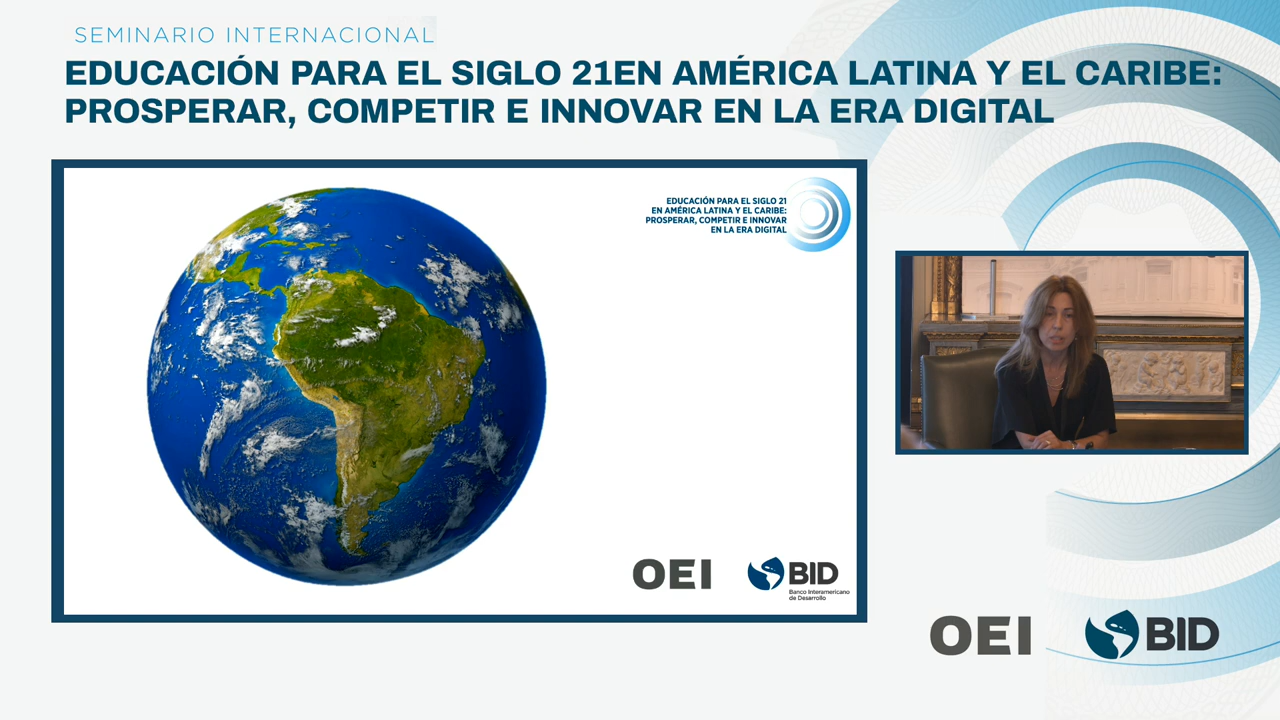 SEMINARIO INTERNACIONAL
EDUCACIÓN PARA EL SIGLO 21EN AMÉRICA LATINA Y EL CARIBE:
PROSPERAR, COMPETIR E INNOVAR EN LA ERA DIGITAL
EDUCACIÓN PARA EL SIGLO 21
EN AMÉRICA LATINA Y EL CARIBE:
PROSPERAR, COMPETIR E INNOVAR
EN LA ERA DIGITAL
OEI
BID
Banco Interamericano
de Desarrollo
OEI
BID